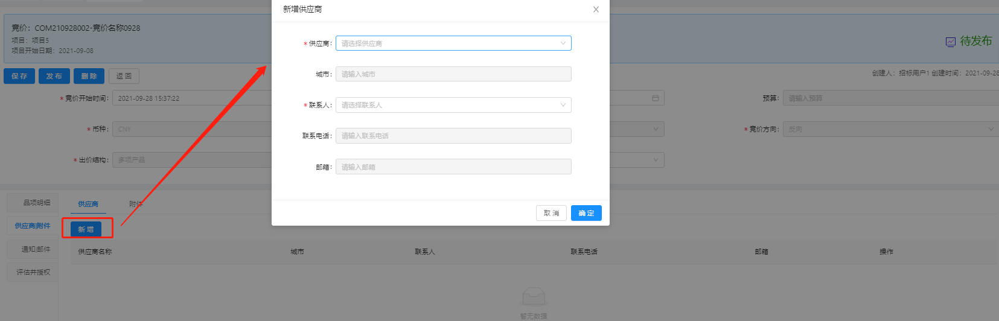 新增供应商
竞价：COM210928002-竞价名称0928
项目：项目5
项目开始日期：2021-09-08
待发布
保存 发布 删除 返回
创建人：招标用户1 创建时间：2021-09-28
* 供应商： 请选择供应商
城市： 请输入城市
* 联系人： 请选择联系人
联系电话： 请输入联系电话
邮箱： 请输入邮箱
取消 确定
* 竞价开始时间： 2021-09-28 15:37:22
预算： 请输入预算
* 币种： CNY
* 竞价方向： 反向
* 出价结构： 多项产品
品项明细
供应商|附件
通知|邮件
评估并授权
供应商 附件
新增
供应商名称 城市 联系人 联系电话 邮箱 操作
暂无数据